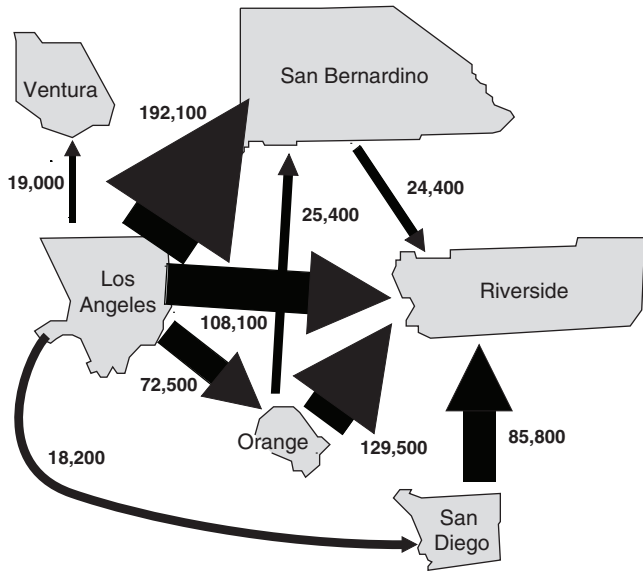 San Bernardino
Ventura
192,100
19,000
25,400
24,400
Los
Angeles
Riverside
108,100
72,500
Orange
129,500
85,800
18,200
San
Diego